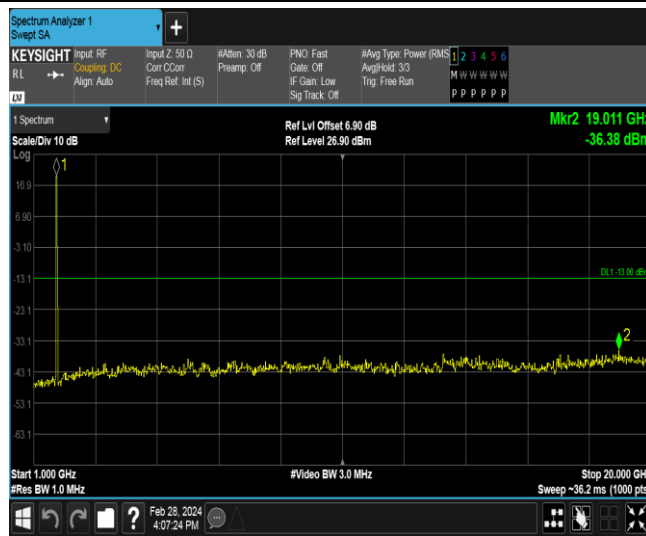 Spectrum Analyzer 1
Swept SA
+
KEYSIGHT
RL
LXI
Input: RF
Coupling: DC
Align: Auto
Input Z: 50 Ω
Corr CCorr
Freq Ref: Int (S)
#Atten: 30 dB
Preamp: Off
PNO: Fast
Gate: Off
IF Gain: Low
Sig Track: Off
#Avg Type: Power (RMS
Avg|Hold: 3/3
Trig: Free Run
1 2 3 4 5 6
M W W W W W
P P P P P P
1 Spectrum
Scale/Div 10 dB
Log
Ref Lvl Offset 6.90 dB
Ref Level 26.90 dBm
Mkr2 19.011 GHz
-36.38 dBm
1
16.9
6.90
-3.10
-13.1
DL1 -13.00 dBm
-23.1
-33.1
2
-43.1
-53.1
-63.1
Start 1.000 GHz
#Res BW 1.0 MHz
#Video BW 3.0 MHz
Stop 20.000 GHz
Sweep ~36.2 ms (1000 pts
?
Feb 28, 2024
4:07:24 PM